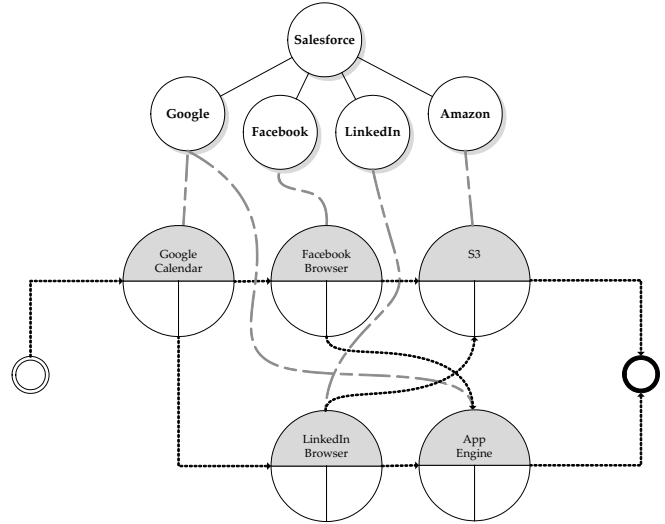 Salesforce
Google
Facebook
LinkedIn
Amazon
Google
Calendar
Facebook
Browser
S3
LinkedIn
Browser
App
Engine